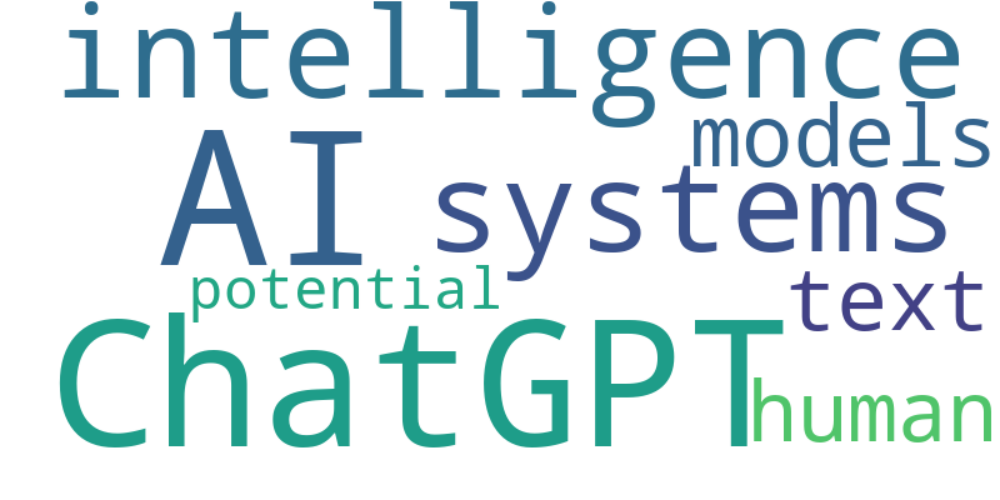 intelligence
models
AI systems
potential
text
ChatGPT
human